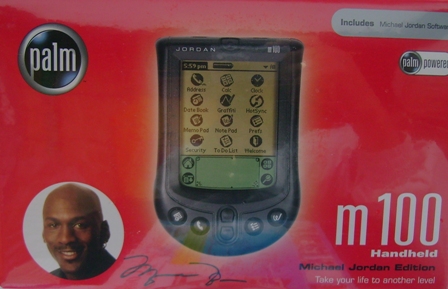 Includes Michael Jordan Software
palm
palm powered
JORDAN
5:59 pm
Address Calc Clock
Date Book Graffiti HotSync
Memo Pad Note Pad Prefs
Security To Do List Welcome
m100
Handheld
Michael Jordan Edition
Take your life to another level